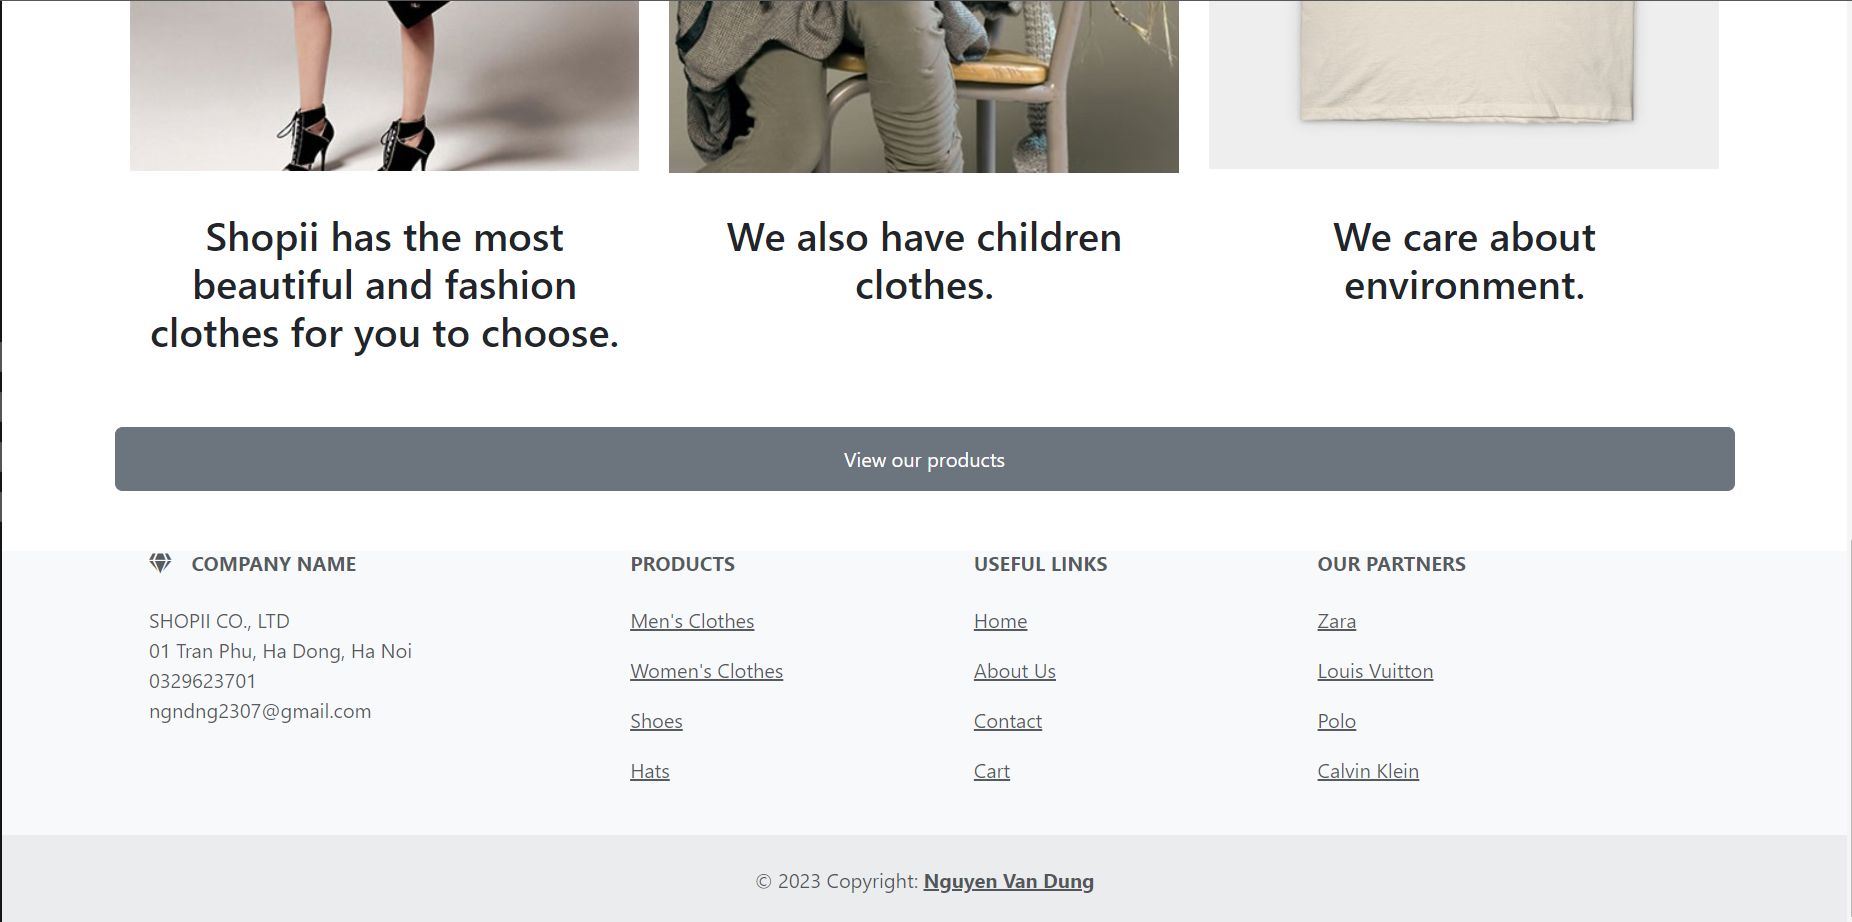 Shopii has the most
beautiful and fashion
clothes for you to choose.
We also have children
clothes.
We care about
environment.
View our products
COMPANY NAME
SHOPII CO., LTD
01 Tran Phu, Ha Dong, Ha Noi
0329623701
ngndng2307@gmail.com
PRODUCTS
Men's Clothes
Women's Clothes
Shoes
Hats
USEFUL LINKS
Home
About Us
Contact
Cart
OUR PARTNERS
Zara
Louis Vuitton
Polo
Calvin Klein
© 2023 Copyright: Nguyen Van Dung